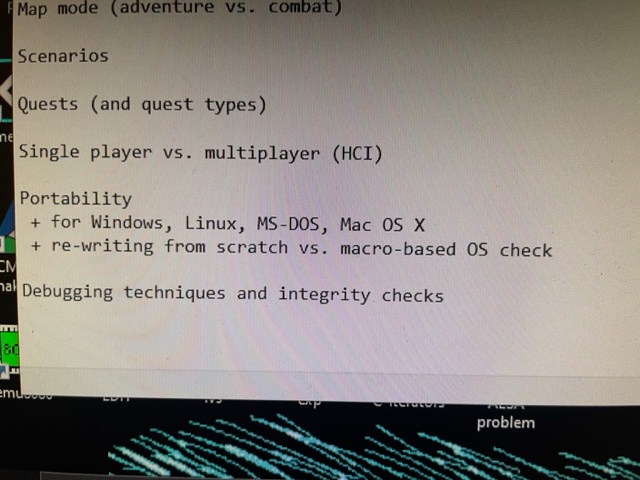 Map mode (adventure vs. combat)
Scenarios
Quests (and quest types)
Single player vs. multiplayer (HCI)
Portability
+ for Windows, Linux, MS-DOS, Mac OS X
+ re-writing from scratch vs. macro-based OS check
Debugging techniques and integrity checks
problem